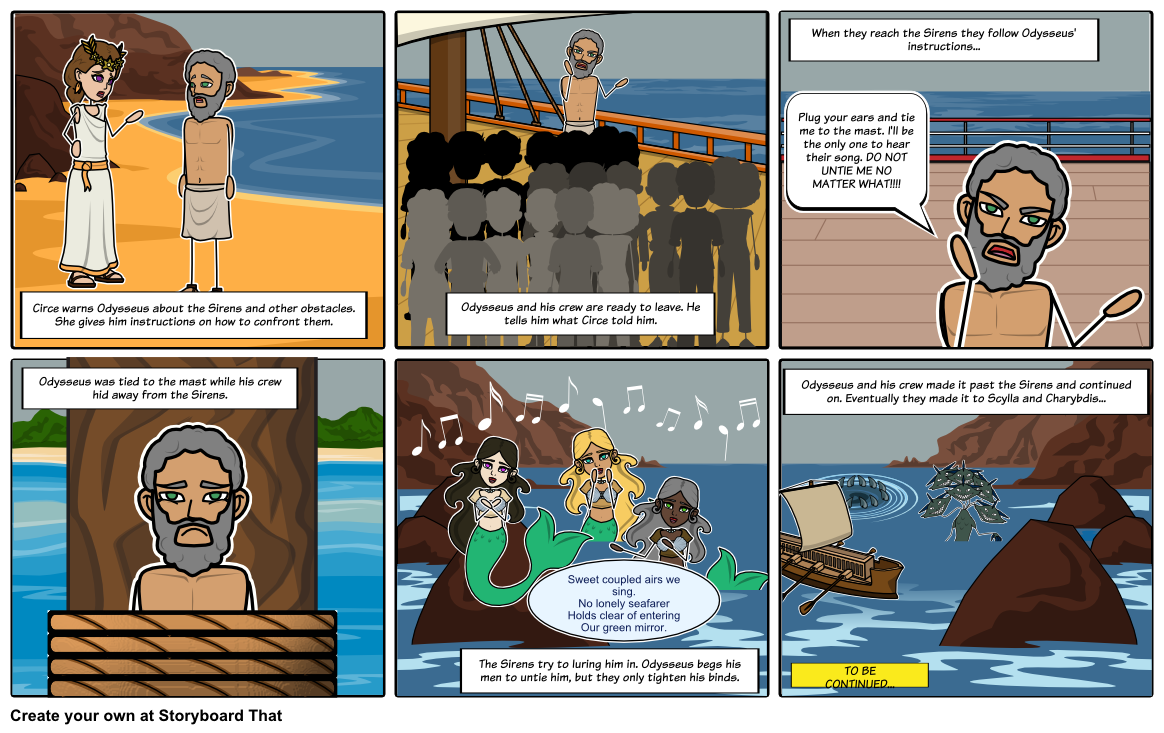 Circe warns Odysseus about the Sirens and other obstacles.
She gives him instructions on how to confront them.
Odysseus and his crew are ready to leave. He
tells him what Circe told him.
When they reach the Sirens they follow Odysseus'
instructions...
Plug your ears and tie
me to the mast. I'll be
the only one to hear
their song. DO NOT
UNTIE ME NO
MATTER WHAT!!!!
Odysseus was tied to the mast while his crew
hid away from the Sirens.
Sweet coupled airs we
sing.
No lonely seafarer
Holds clear of entering
Our green mirror.
The Sirens try to luring him in. Odysseus begs his
men to untie him, but they only tighten his binds.
Odysseus and his crew made it past the Sirens and continued
on. Eventually they made it to Scylla and Charybdis...
TO BE
CONTINUED...
Create your own at Storyboard That